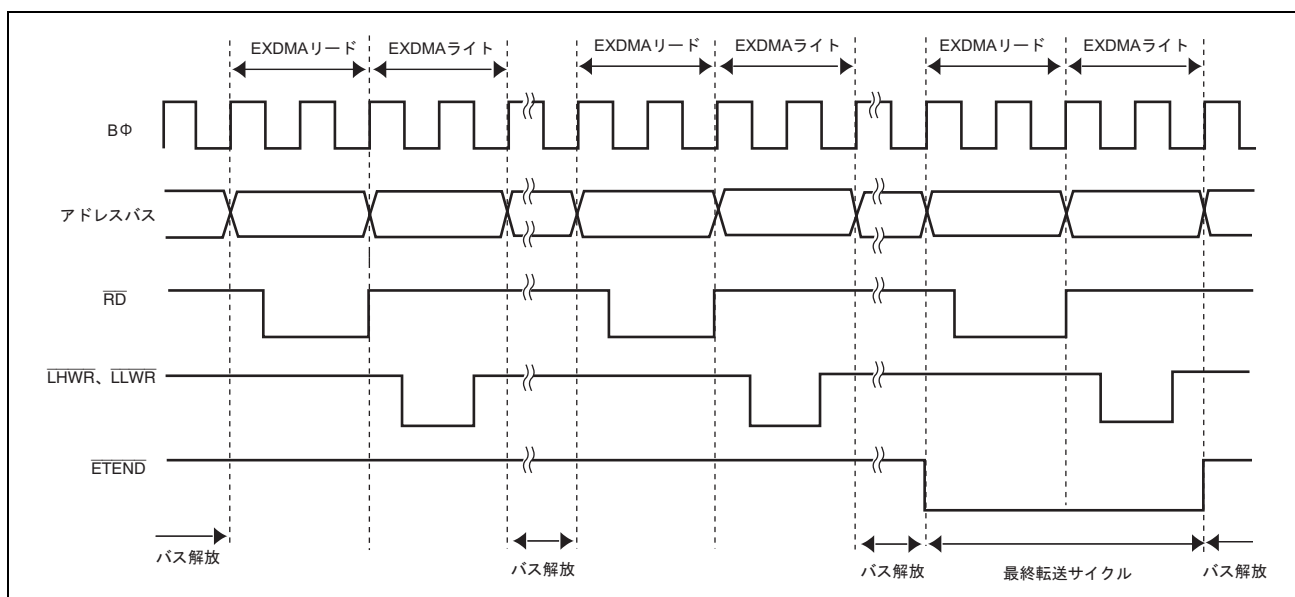 EXDMAリード EXDMAライト EXDMAリード EXDMAライト EXDMAリード EXDMAライト
BΦ
アドレスバス
RD
LHWR、LLWR
ETEND
バス解放 バス解放 バス解放 最終転送サイクル バス解放